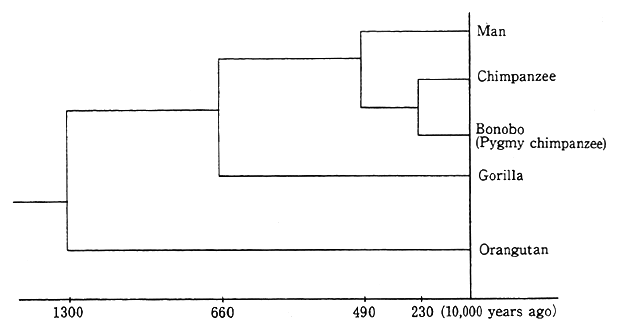 Man
Chimpanzee
Bonobo
(Pygmy chimpanzee)
Gorilla
Orangutan
1300 660 490 230 (10,000 years ago)